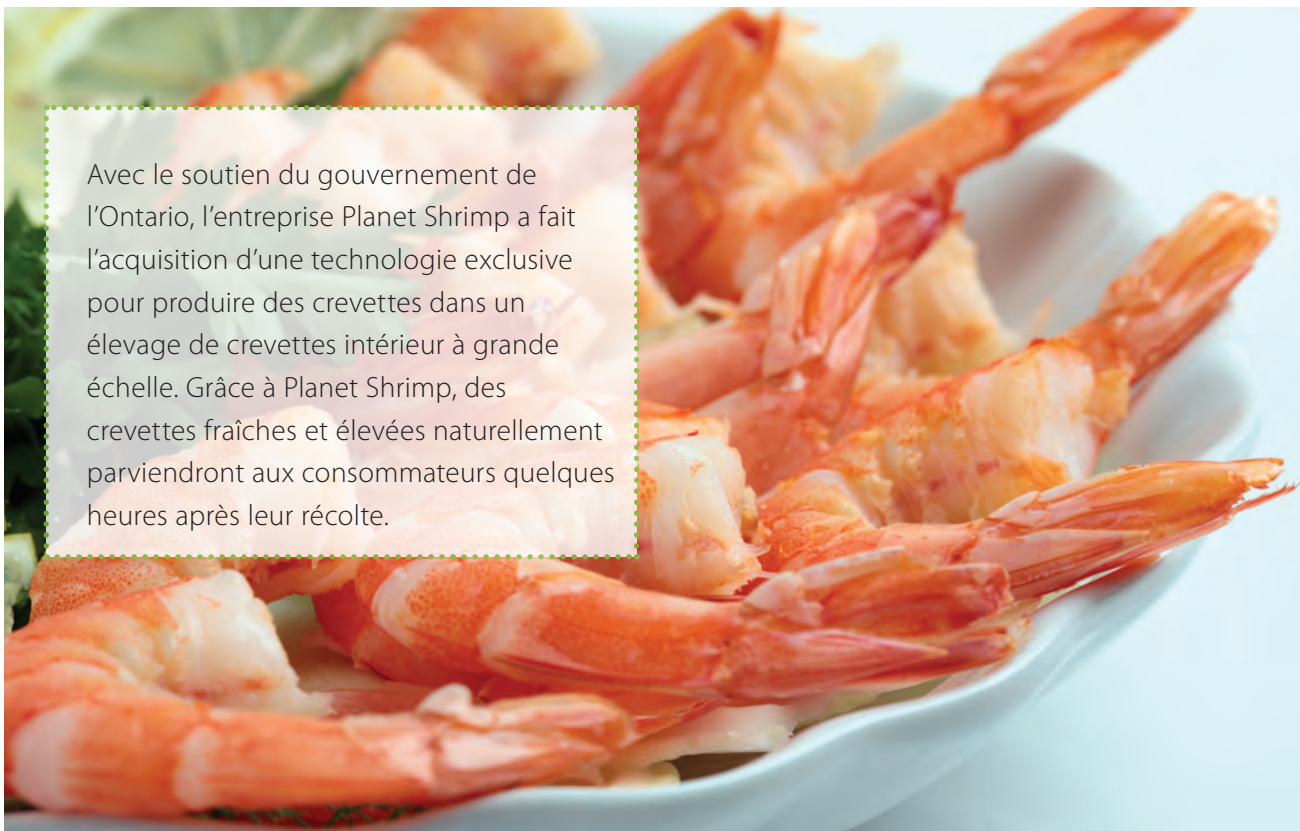 Avec le soutien du gouvernement de
l’Ontario, l’entreprise Planet Shrimp a fait
l’acquisition d’une technologie exclusive
pour produire des crevettes dans un
élevage de crevettes intérieur à grande
échelle. Grâce à Planet Shrimp, des
crevettes fraîches et élevées naturellement
parviendront aux consommateurs quelques
heures après leur récolte.